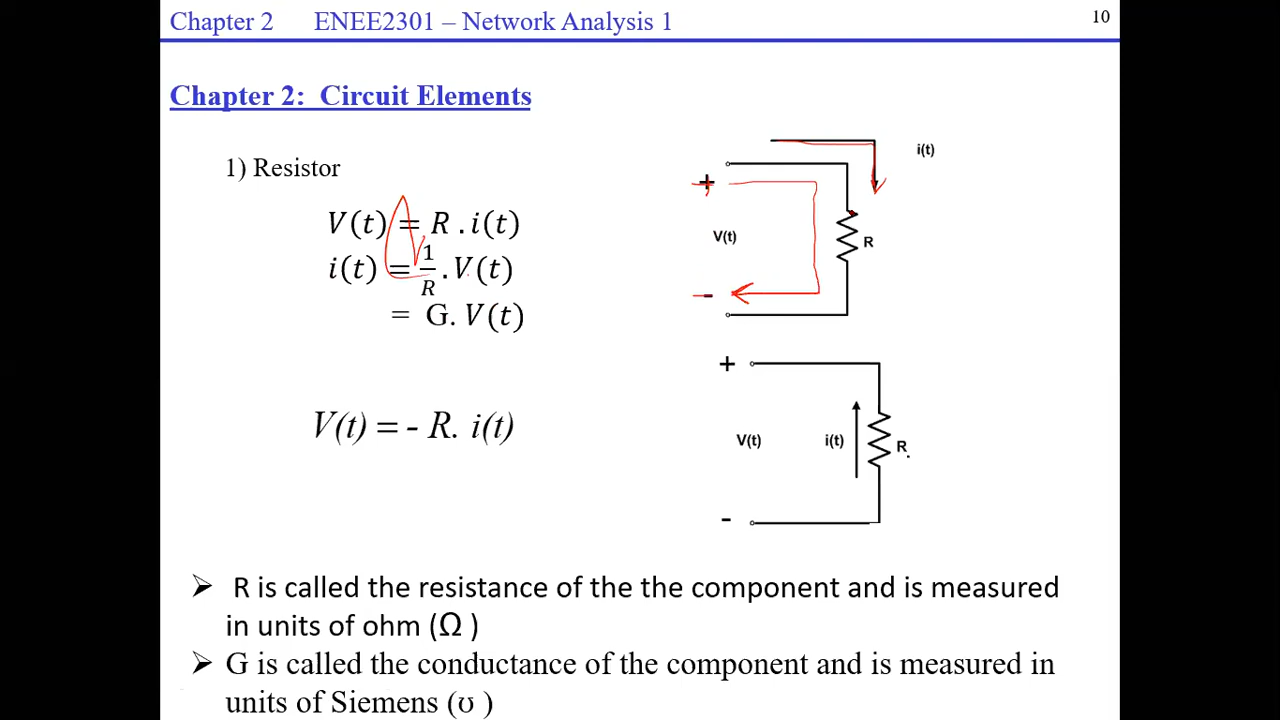 Chapter 2 ENEE2301 – Network Analysis 1
10
Chapter 2: Circuit Elements
1) Resistor
V(t) = R . i(t)
i(t) = 1/R . V(t)
= G. V(t)
V(t) = - R. i(t)
i(t)
+
V(t)
R
-
+
V(t)
i(t)
R
-
➢ R is called the resistance of the the component and is measured
in units of ohm (Ω )
➢ G is called the conductance of the component and is measured in
units of Siemens (ʊ )